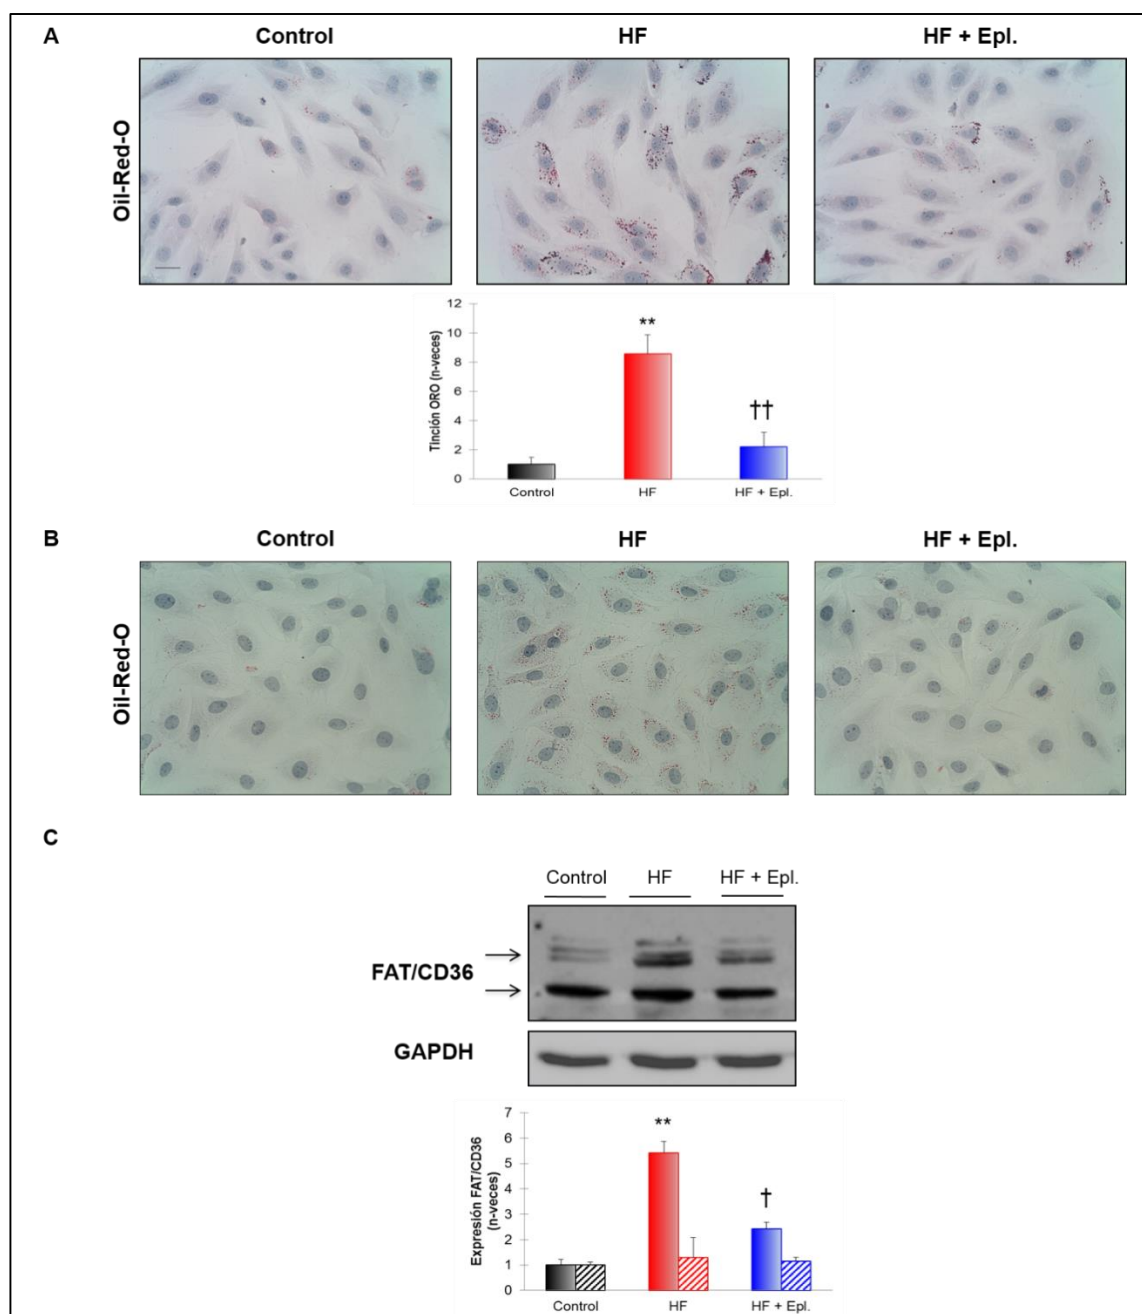 A
Control
HF
HF + Epl.
Oil-Red-O
12
10
8
6
4
2
0
Tinción ORO (n-veces)
**
††
Control
HF
HF + Epl.
B
Control
HF
HF + Epl.
Oil-Red-O
C
Control
HF
HF + Epl.
FAT/CD36
GAPDH
7
6
5
4
3
2
1
0
Expresión FAT/CD36
(n-veces)
**
†
Control
HF
HF + Epl.